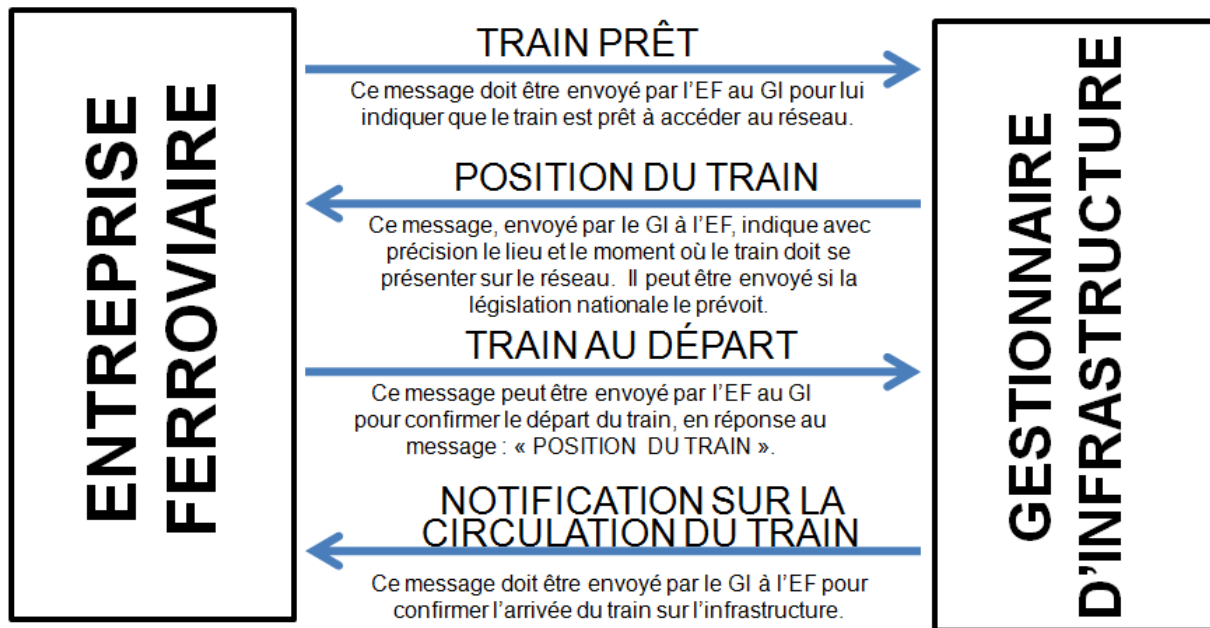 ENTREPRISE
FERROVIAIRE
TRAIN PRÊT
Ce message doit être envoyé par l’EF au GI pour lui
indiquer que le train est prêt à accéder au réseau.
POSITION DU TRAIN
Ce message, envoyé par le GI à l’EF, indique avec
précision le lieu et le moment où le train doit se
présenter sur le réseau. Il peut être envoyé si la
législation nationale le prévoit.
TRAIN AU DÉPART
Ce message peut être envoyé par l’EF au GI
pour confirmer le départ du train, en réponse au
message : « POSITION DU TRAIN ».
NOTIFICATION SUR LA
CIRCULATION DU TRAIN
Ce message doit être envoyé par le GI à l’EF pour
confirmer l’arrivée du train sur l’infrastructure.
GESTIONNAIRE
D’INFRASTRUCTURE